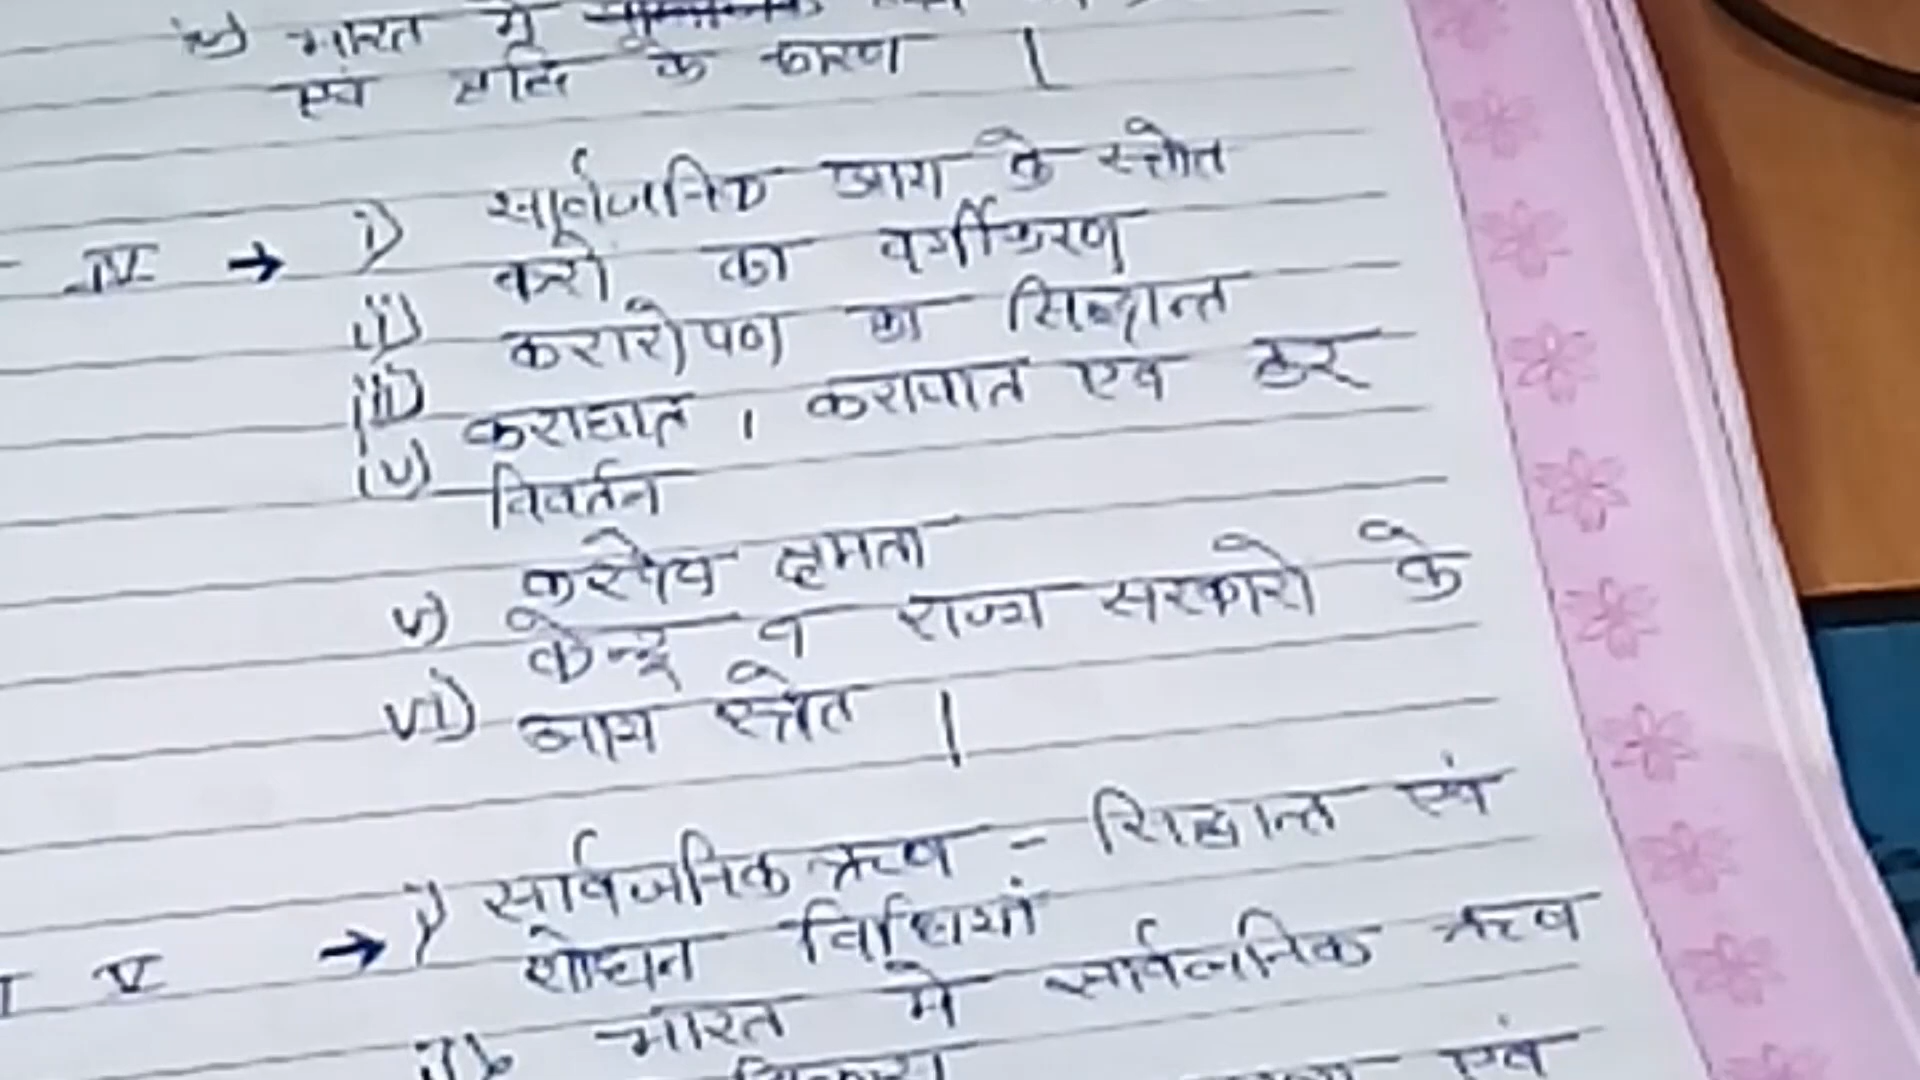 iv) भारत में
एवं वृद्धि के कारण |
IV → i) सार्वजनिक आय के स्त्रोत
ii) करों का वर्गीकरण
iii) करारोपण का सिद्धान्त
iv) कराघात, करापात एवं कर
विवर्तन
v) करदेय क्षमता
vi) केन्द्र व राज्य सरकारो के
आय स्त्रोत |
V → i) सार्वजनिक ऋण - सिद्धान्त एवं
शोधन विधियां
ii) भारत मे सार्वजनिक ऋण
एवं